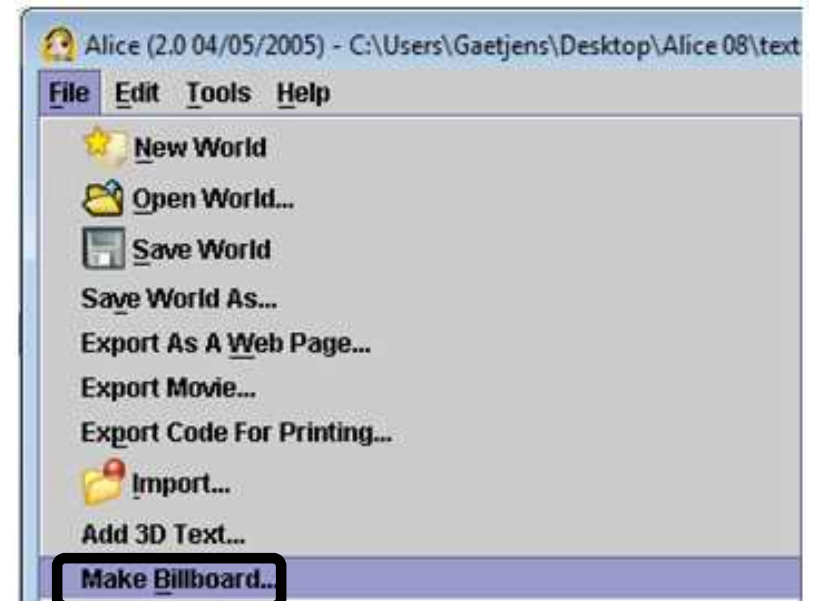 Alice (2.0 04/05/2005) - C:\Users\Gaetjens\Desktop\Alice 08\text
File Edit Tools Help
New World
Open World...
Save World
Save World As...
Export As A Web Page...
Export Movie...
Export Code For Printing...
Import...
Add 3D Text...
Make Billboard...